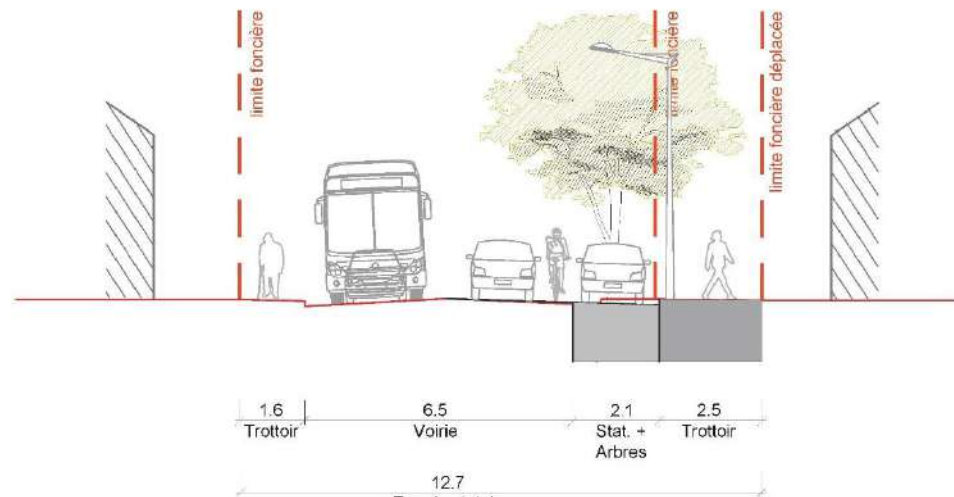 limite foncière
limite foncière
limite foncière déplacée
1.6
6.5
2.1
2.5
Trottoir
Voirie
Stat. +
Arbres
Trottoir
12.7